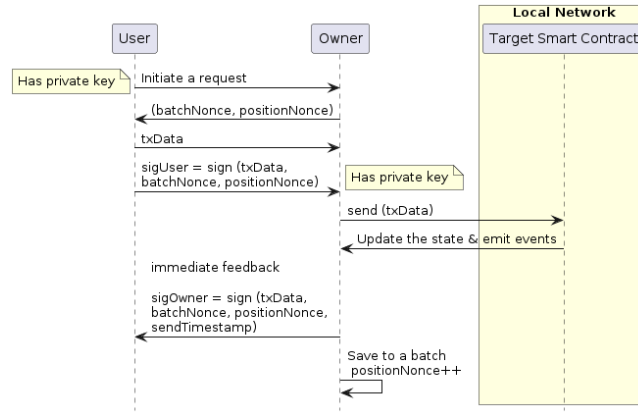 Local Network
User
Owner
Target Smart Contract
Has private key
Initiate a request
(batchNonce, positionNonce)
txData
sigUser = sign (txData,
batchNonce, positionNonce)
Has private key
send (txData)
Update the state & emit events
immediate feedback
sigOwner = sign (txData,
batchNonce, positionNonce,
sendTimestamp)
Save to a batch
positionNonce++